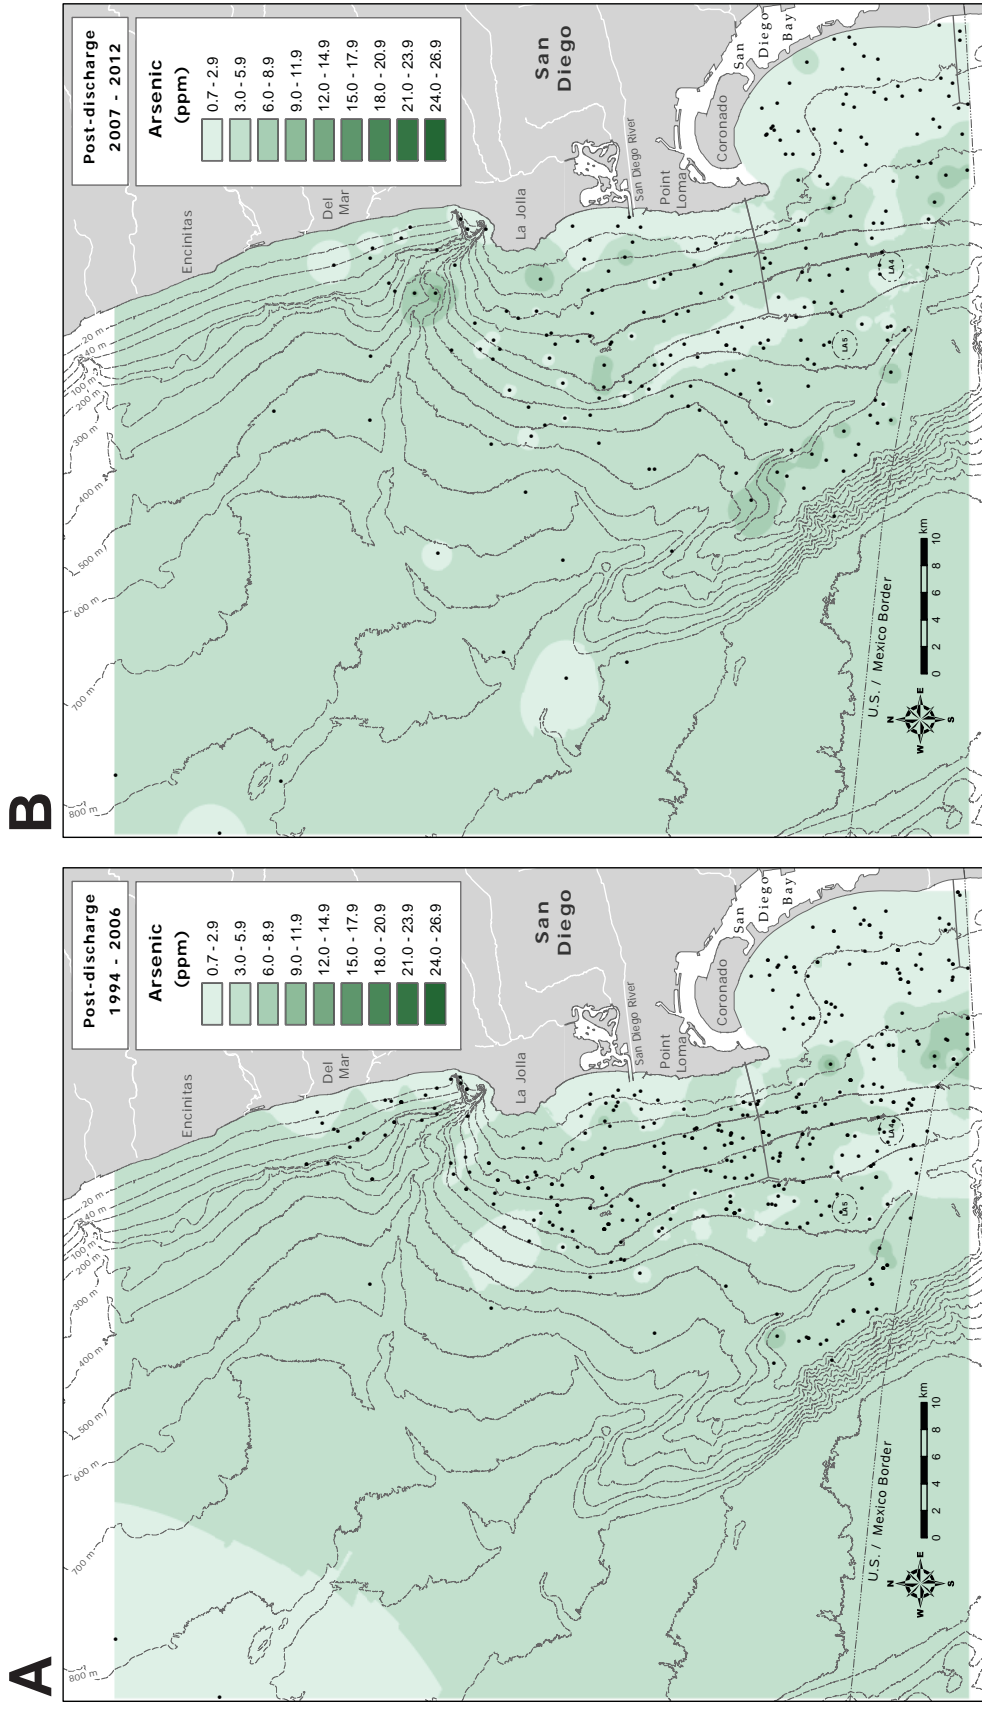 A
Post-discharge
1994 - 2006
Arsenic
(ppm)
0.7 - 2.9
3.0 - 5.9
6.0 - 8.9
9.0 - 11.9
12.0 - 14.9
15.0 - 17.9
18.0 - 20.9
21.0 - 23.9
24.0 - 26.9
Encinitas
Del
Mar
La Jolla
San
Diego
San Diego River
Point
Loma
Coronado
San
Diego
Bay
20 m
40 m
100 m
200 m
300 m
400 m
500 m
600 m
700 m
800 m
LA5
LA4
U.S. / Mexico Border
N
E
S
W
0 2 4 6 8 10
km
B
Post-discharge
2007 - 2012
Arsenic
(ppm)
0.7 - 2.9
3.0 - 5.9
6.0 - 8.9
9.0 - 11.9
12.0 - 14.9
15.0 - 17.9
18.0 - 20.9
21.0 - 23.9
24.0 - 26.9
Encinitas
Del
Mar
La Jolla
San
Diego
San Diego River
Point
Loma
Coronado
San
Diego
Bay
20 m
40 m
100 m
200 m
300 m
400 m
500 m
600 m
700 m
800 m
LA5
LA4
U.S. / Mexico Border
N
E
S
W
0 2 4 6 8 10
km